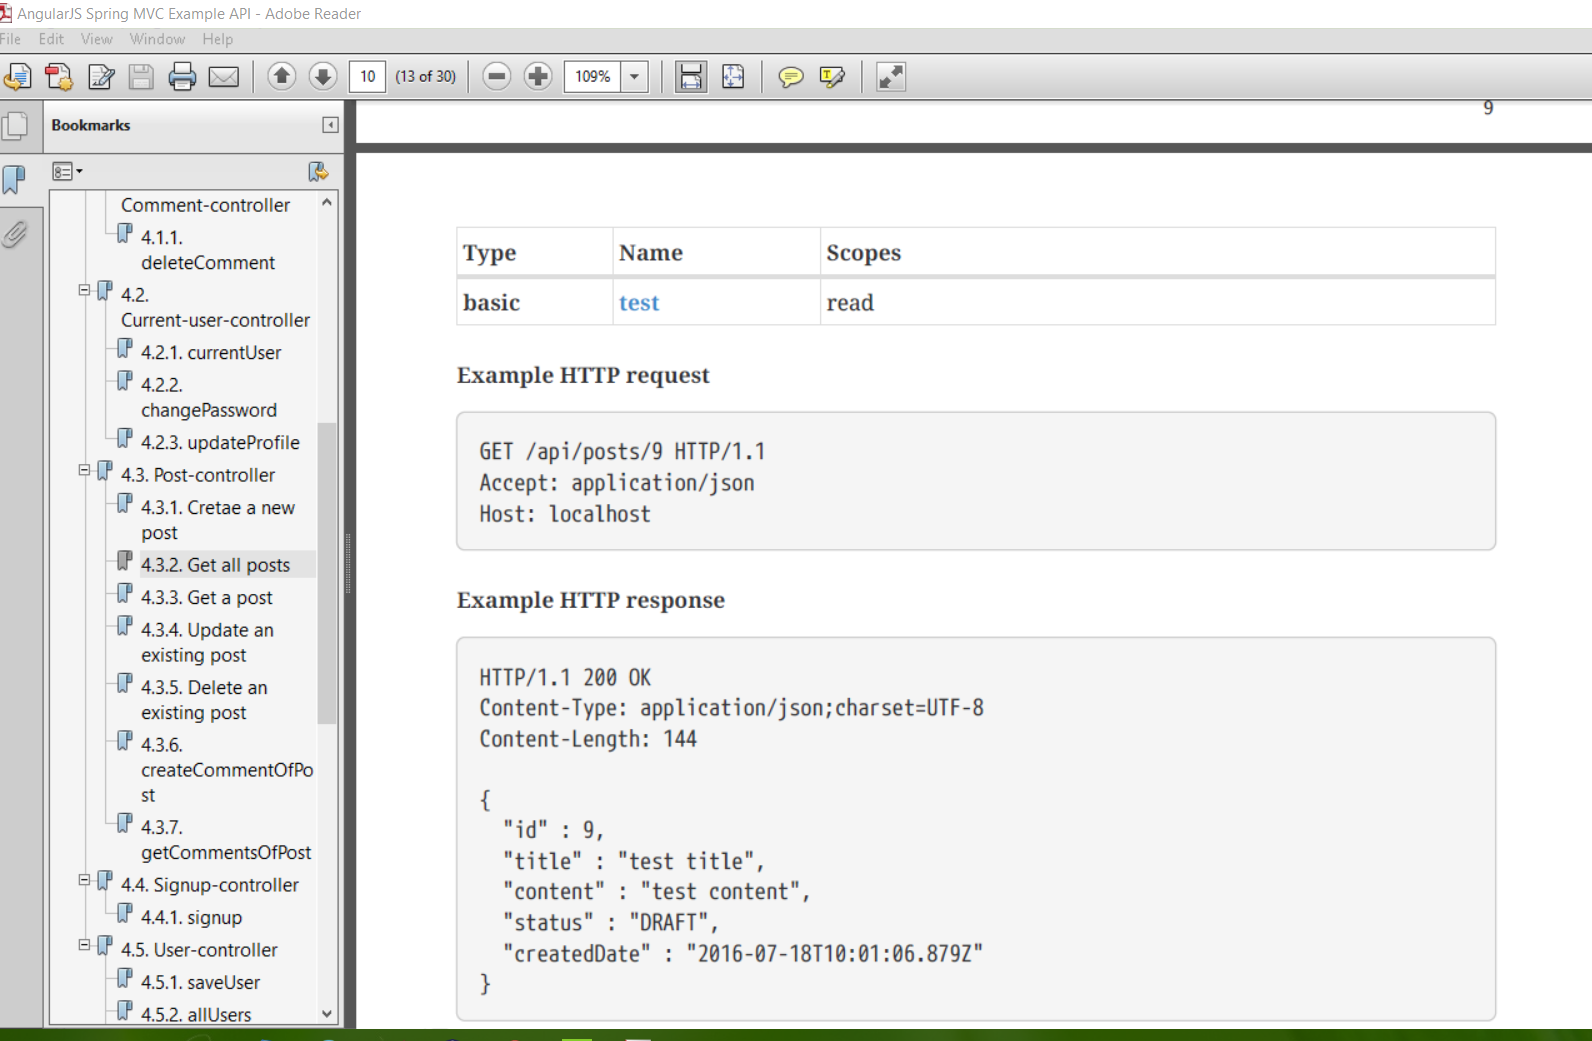 AngularJS Spring MVC Example API - Adobe Reader
File Edit View Window Help
10 (13 of 30) 109%
Bookmarks
Comment-controller
4.1.1.
deleteComment
4.2.
Current-user-controller
4.2.1. currentUser
4.2.2.
changePassword
4.2.3. updateProfile
4.3. Post-controller
4.3.1. Cretae a new
post
4.3.2. Get all posts
4.3.3. Get a post
4.3.4. Update an
existing post
4.3.5. Delete an
existing post
4.3.6.
createCommentOfPo
st
4.3.7.
getCommentsOfPost
4.4. Signup-controller
4.4.1. signup
4.5. User-controller
4.5.1. saveUser
4.5.2. allUsers
9
Type Name Scopes
basic test read
Example HTTP request
GET /api/posts/9 HTTP/1.1
Accept: application/json
Host: localhost
Example HTTP response
HTTP/1.1 200 OK
Content-Type: application/json;charset=UTF-8
Content-Length: 144
{
"id" : 9,
"title" : "test title",
"content" : "test content",
"status" : "DRAFT",
"createdDate" : "2016-07-18T10:01:06.879Z"
}